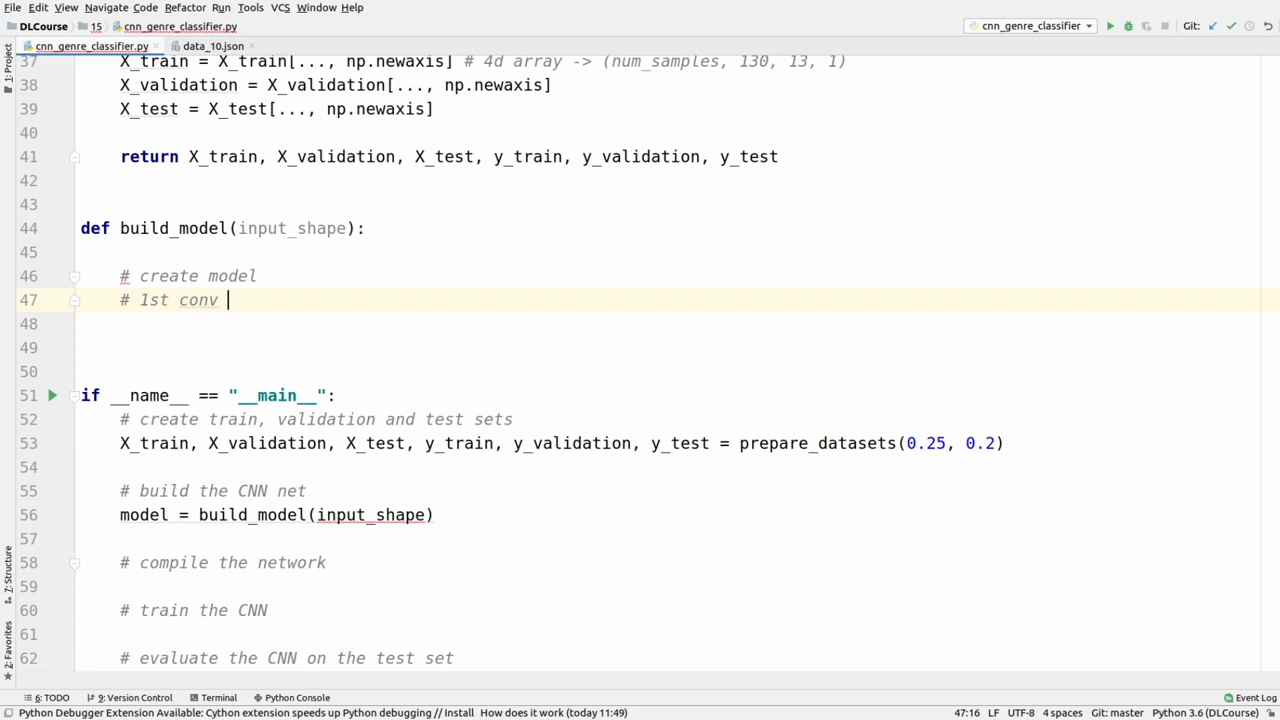 File Edit View Navigate Code Refactor Run Tools VCS Window Help
DLCourse 15 cnn_genre_classifier.py cnn_genre_classifier Git:
cnn_genre_classifier.py data_10.json
1: Project
37 X_train = X_train[..., np.newaxis] # 4d array -> (num_samples, 130, 13, 1)
38 X_validation = X_validation[..., np.newaxis]
39 X_test = X_test[..., np.newaxis]
40
41 return X_train, X_validation, X_test, y_train, y_validation, y_test
42
43
44 def build_model(input_shape):
45
46 # create model
47 # 1st conv
48
49
50
51 if __name__ == "__main__":
52 # create train, validation and test sets
53 X_train, X_validation, X_test, y_train, y_validation, y_test = prepare_datasets(0.25, 0.2)
54
55 # build the CNN net
56 model = build_model(input_shape)
57
58 # compile the network
59
60 # train the CNN
61
62 # evaluate the CNN on the test set
7: Structure
2: Favorites
6: TODO 9: Version Control Terminal Python Console Event Log
Python Debugger Extension Available: Cython extension speeds up Python debugging // Install How does it work (today 11:49) 47:16 LF UTF-8 4 spaces Git: master Python 3.6 (DLCourse)